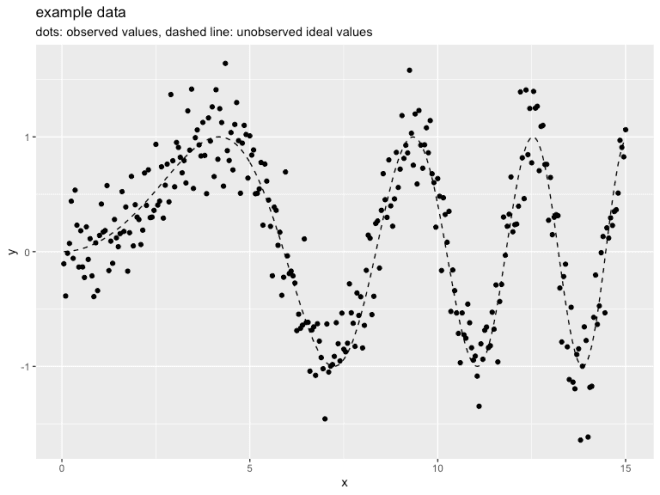 example data
dots: observed values, dashed line: unobserved ideal values
y
1
0
-1
0
5
10
15
x